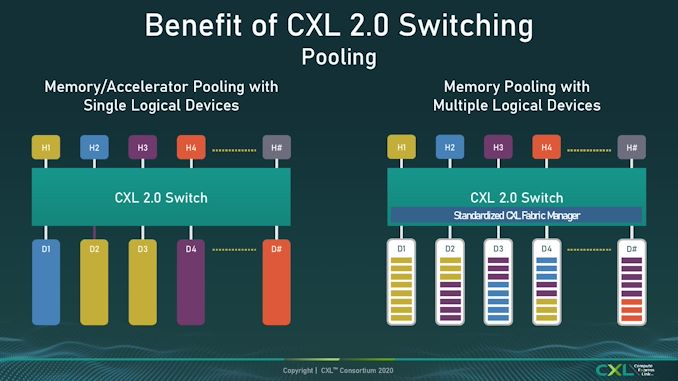 Benefit of CXL 2.0 Switching
Pooling
Memory/Accelerator Pooling with
Single Logical Devices
H1 H2 H3 H4 H#
CXL 2.0 Switch
D1 D2 D3 D4 D#
Memory Pooling with
Multiple Logical Devices
H1 H2 H3 H4 H#
CXL 2.0 Switch
Standardized CXL Fabric Manager
D1 D2 D3 D4 D#
Copyright | CXL™ Consortium 2020
CXL
Compute
Express
Link